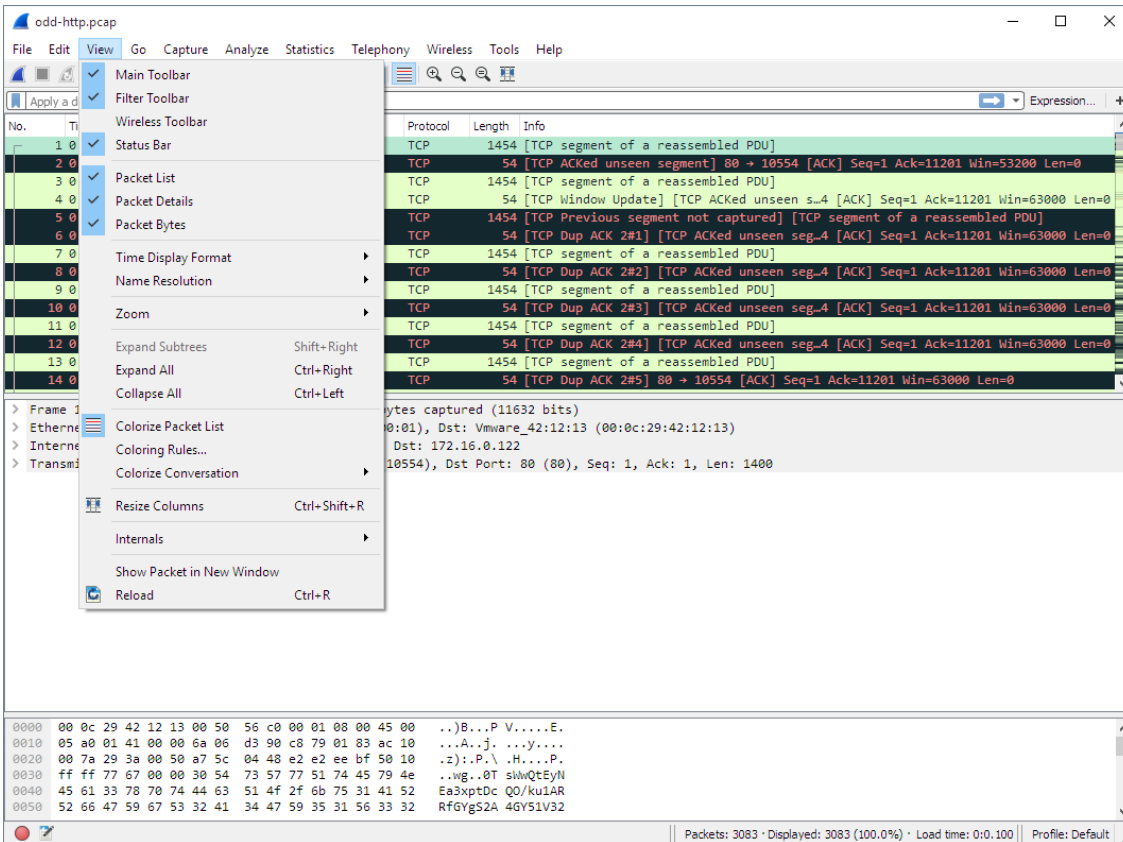 odd-http.pcap
File Edit View Go Capture Analyze Statistics Telephony Wireless Tools Help
Main Toolbar
Apply a d
Filter Toolbar
Expression...
Wireless Toolbar
Status Bar
Packet List
Packet Details
Packet Bytes
Time Display Format
Name Resolution
Zoom
Expand Subtrees Shift+Right
Expand All Ctrl+Right
Collapse All Ctrl+Left
Colorize Packet List
Coloring Rules...
Colorize Conversation
Resize Columns Ctrl+Shift+R
Internals
Show Packet in New Window
Reload Ctrl+R
No. Ti Protocol Length Info
1 0 TCP 1454 [TCP segment of a reassembled PDU]
2 0 TCP 54 [TCP ACKed unseen segment] 80 → 10554 [ACK] Seq=1 Ack=11201 Win=53200 Len=0
3 0 TCP 1454 [TCP segment of a reassembled PDU]
4 0 TCP 54 [TCP Window Update] [TCP ACKed unseen s…4 [ACK] Seq=1 Ack=11201 Win=63000 Len=0
5 0 TCP 1454 [TCP Previous segment not captured] [TCP segment of a reassembled PDU]
6 0 TCP 54 [TCP Dup ACK 2#1] [TCP ACKed unseen seg…4 [ACK] Seq=1 Ack=11201 Win=63000 Len=0
7 0 TCP 1454 [TCP segment of a reassembled PDU]
8 0 TCP 54 [TCP Dup ACK 2#2] [TCP ACKed unseen seg…4 [ACK] Seq=1 Ack=11201 Win=63000 Len=0
9 0 TCP 1454 [TCP segment of a reassembled PDU]
10 0 TCP 54 [TCP Dup ACK 2#3] [TCP ACKed unseen seg…4 [ACK] Seq=1 Ack=11201 Win=63000 Len=0
11 0 TCP 1454 [TCP segment of a reassembled PDU]
12 0 TCP 54 [TCP Dup ACK 2#4] [TCP ACKed unseen seg…4 [ACK] Seq=1 Ack=11201 Win=63000 Len=0
13 0 TCP 1454 [TCP segment of a reassembled PDU]
14 0 TCP 54 [TCP Dup ACK 2#5] 80 → 10554 [ACK] Seq=1 Ack=11201 Win=63000 Len=0
Frame 1 ytes captured (11632 bits)
Etherne 00:01), Dst: Vmware_42:12:13 (00:0c:29:42:12:13)
Interne Dst: 172.16.0.122
Transmi 10554), Dst Port: 80 (80), Seq: 1, Ack: 1, Len: 1400
0000 00 0c 29 42 12 13 00 50 56 c0 00 01 08 00 45 00 ..)B...P V.....E.
0010 05 a0 01 41 00 00 6a 06 d3 90 c8 79 01 83 ac 10 ...A..j. ...y....
0020 00 7a 29 3a 00 50 a7 5c 04 48 e2 e2 ee bf 50 10 .z):.P.\ .H....P.
0030 ff ff 77 67 00 00 30 54 73 57 77 51 74 45 79 4e ..wg..0T sWwQtEyN
0040 45 61 33 78 70 74 44 63 51 4f 2f 6b 75 31 41 52 Ea3xptDc QO/ku1AR
0050 52 66 47 59 67 53 32 41 34 47 59 35 31 56 33 32 RfGYgS2A 4GY51V32
Packets: 3083 · Displayed: 3083 (100.0%) · Load time: 0:0.100 Profile: Default